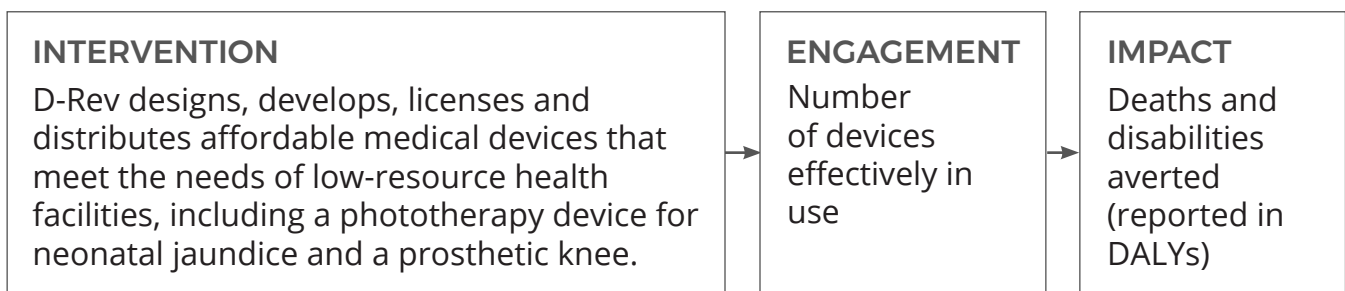 INTERVENTION
D-Rev designs, develops, licenses and
distributes affordable medical devices that
meet the needs of low-resource health
facilities, including a phototherapy device for
neonatal jaundice and a prosthetic knee.
ENGAGEMENT
Number
of devices
effectively in
use
IMPACT
Deaths and
disabilities
averted
(reported in
DALYs)